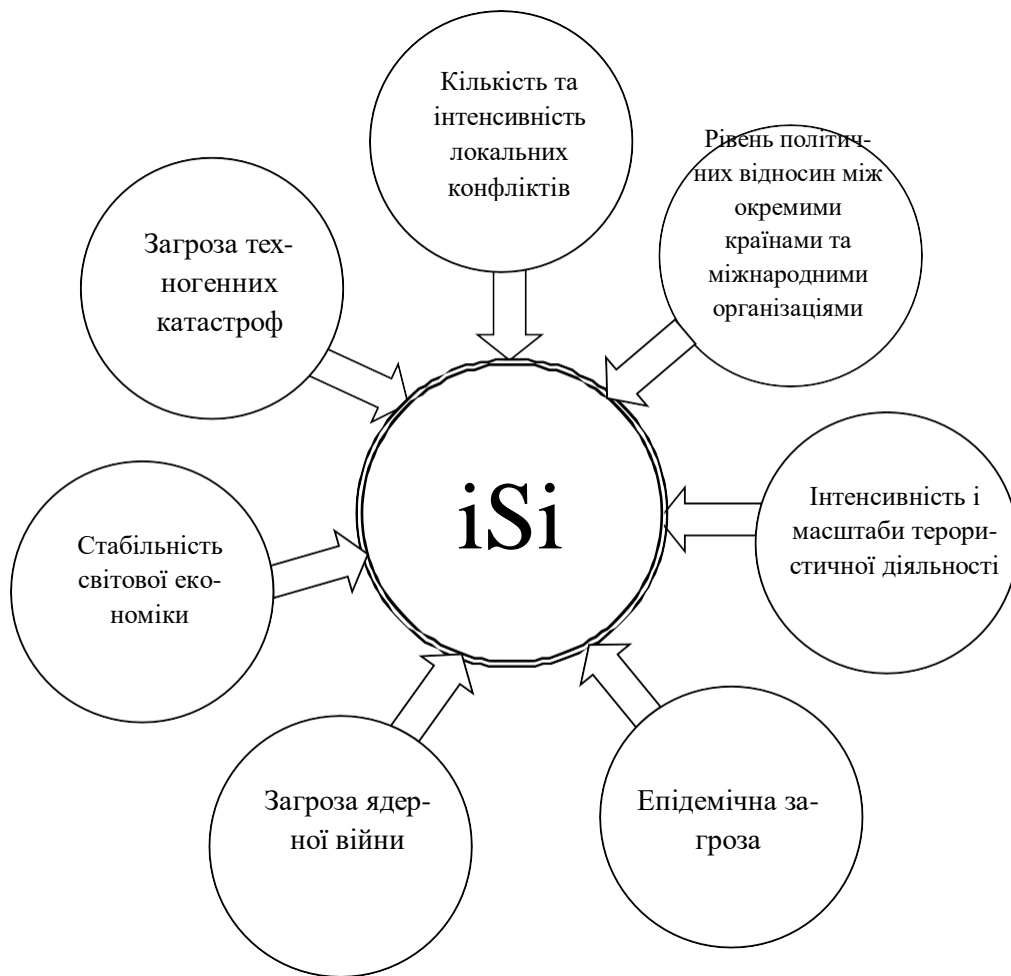 Кількість та
інтенсивність
локальних
конфліктів
Рівень політич-
них відносин між
окремими
країнами та
міжнародними
організаціями
Загроза тех-
ногенних
катастроф
iSi
Інтенсивність і
масштаби терори-
стичної діяльності
Стабільність
світової еко-
номіки
Загроза ядер-
ної війни
Епідемічна за-
гроза